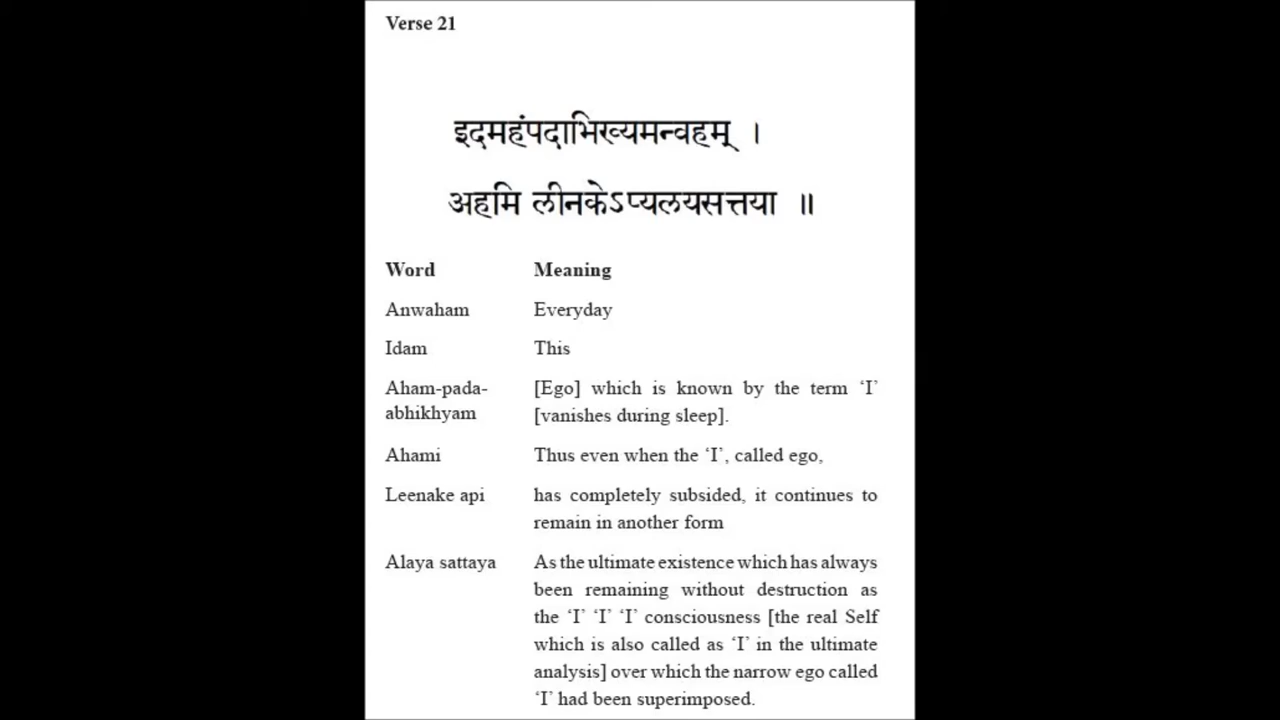 Verse 21
इदमहंपदाभिख्यमन्वहम् ।
अहमि लीनकेऽप्यलयसत्तया ॥
Word Meaning
Anwaham Everyday
Idam This
Aham-pada- [Ego] which is known by the term ‘I’
abhikhyam [vanishes during sleep].
Ahami Thus even when the ‘I’, called ego,
Leenake api has completely subsided, it continues to
remain in another form
Alaya sattaya As the ultimate existence which has always
been remaining without destruction as
the ‘I’ ‘I’ ‘I’ consciousness [the real Self
which is also called as ‘I’ in the ultimate
analysis] over which the narrow ego called
‘I’ had been superimposed.